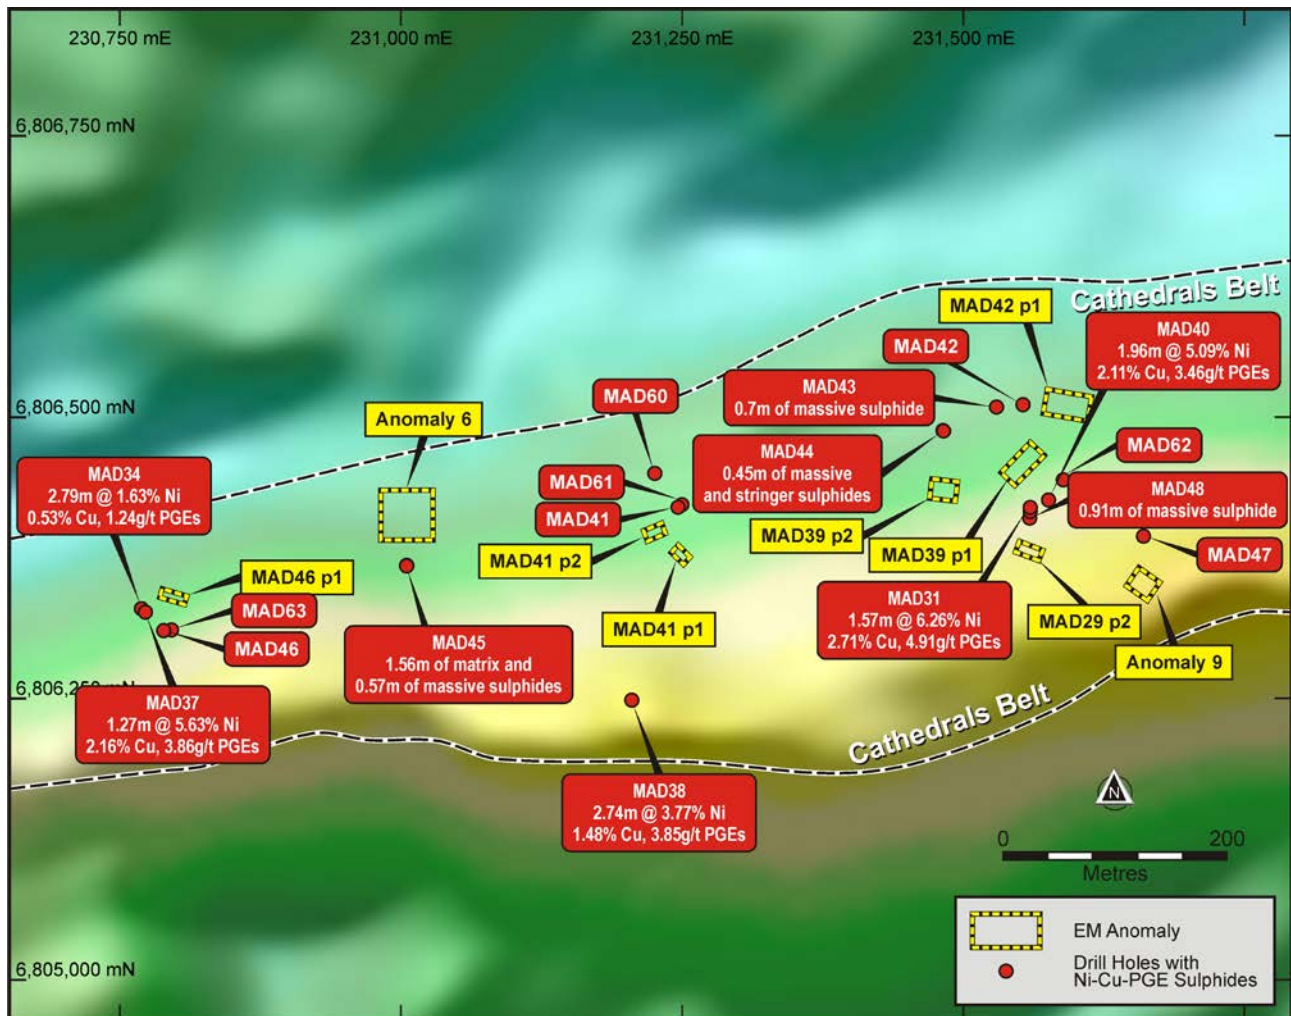 230,750 mE
231,000 mE
231,250 mE
231,500 mE
6,806,750 mN
Cathedrals Belt
MAD42 p1
MAD40
1.96m @ 5.09% Ni
2.11% Cu, 3.46g/t PGEs
MAD42
MAD43
0.7m of massive sulphide
MAD60
6,806,500 mN
Anomaly 6
MAD44
0.45m of massive
and stringer sulphides
MAD62
MAD34
2.79m @ 1.63% Ni
0.53% Cu, 1.24g/t PGEs
MAD61
MAD41
MAD48
0.91m of massive sulphide
MAD39 p2
MAD39 p1
MAD47
MAD41 p2
MAD46 p1
MAD63
MAD46
MAD41 p1
MAD31
1.57m @ 6.26% Ni
2.71% Cu, 4.91g/t PGEs
MAD29 p2
Anomaly 9
MAD45
1.56m of matrix and
0.57m of massive sulphides
6,806,250 mN
MAD37
1.27m @ 5.63% Ni
2.16% Cu, 3.86g/t PGEs
Cathedrals Belt
MAD38
2.74m @ 3.77% Ni
1.48% Cu, 3.85g/t PGEs
N
0 200
Metres
EM Anomaly
Drill Holes with
Ni-Cu-PGE Sulphides
6,805,000 mN